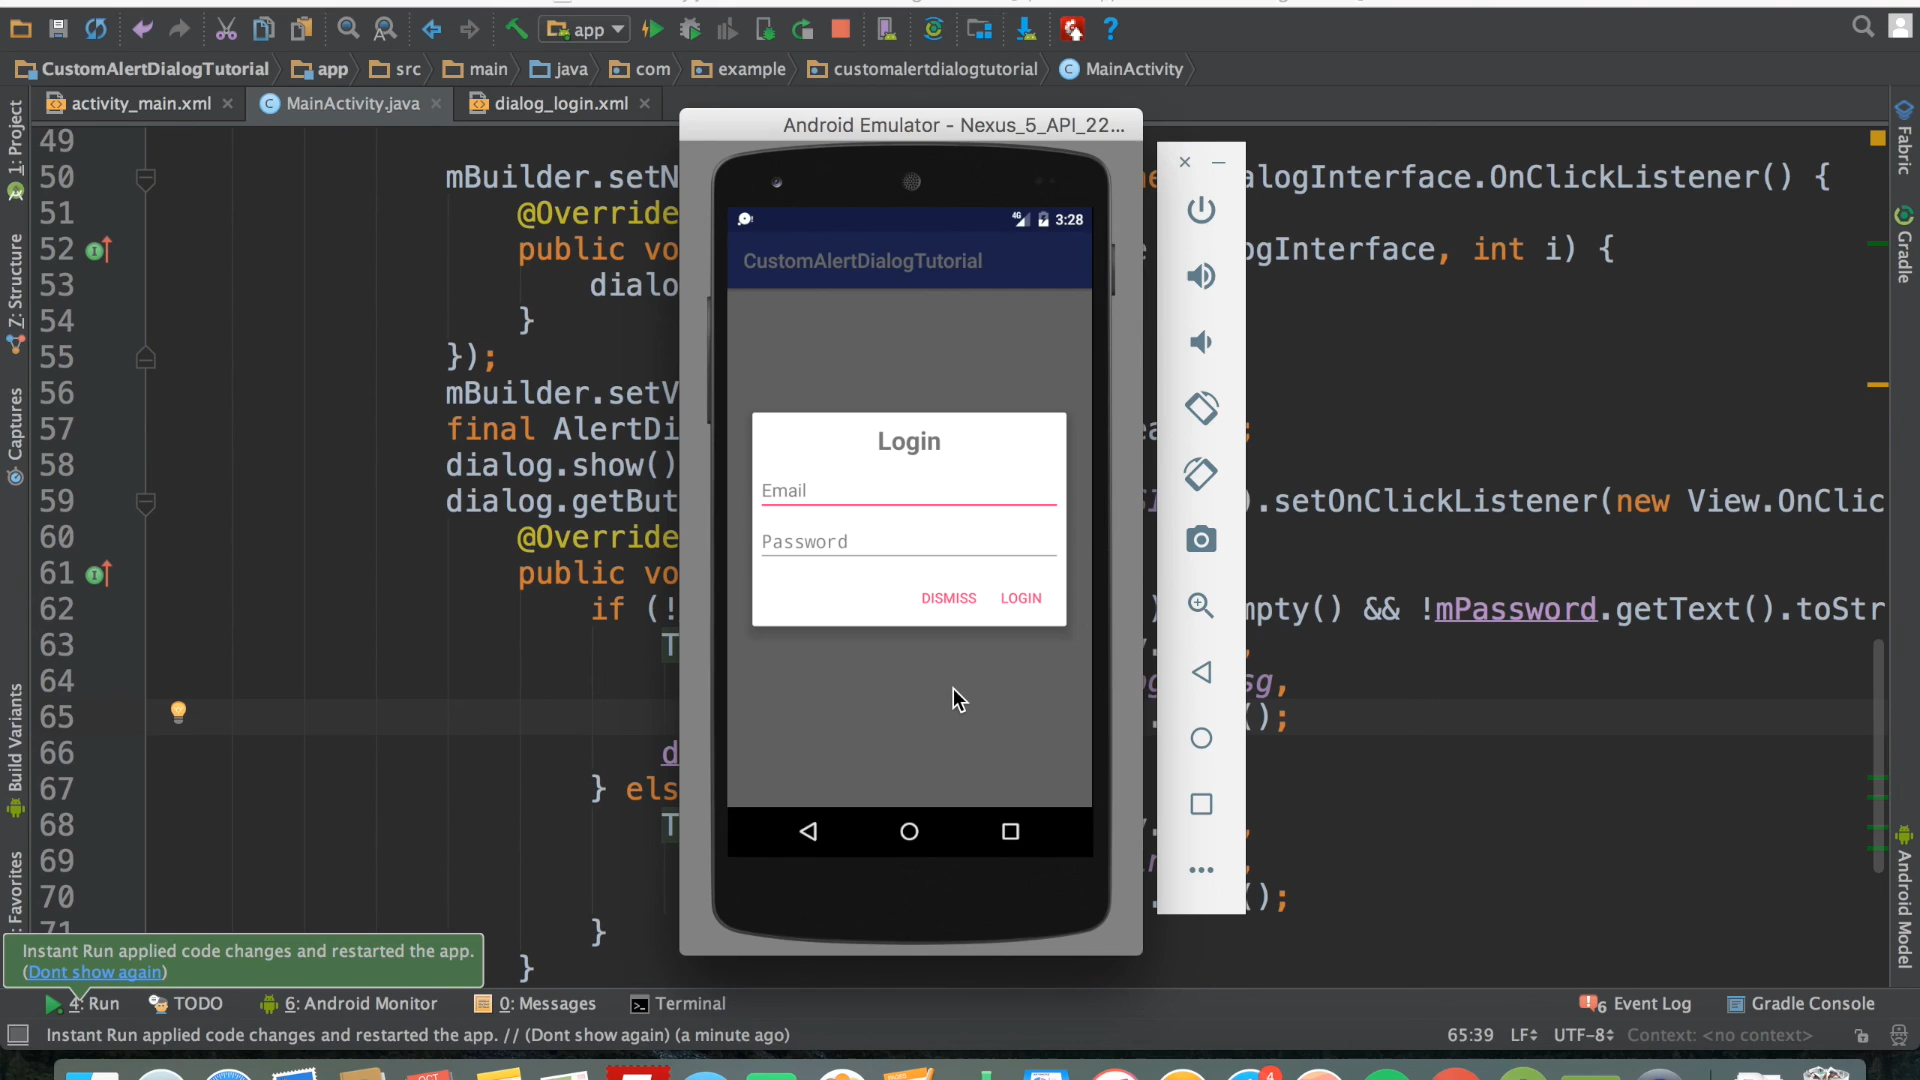 app
CustomAlertDialogTutorial app src main java com example customalertdialogtutorial MainActivity
activity_main.xml MainActivity.java dialog_login.xml
1: Project
Z: Structure
Captures
Build Variants
Favorites
Fabric
Gradle
Android Model
49
50 mBuilder.setN alogInterface.OnClickListener() {
51 @Override
52 public vo ogInterface, int i) {
53 dialo
54 }
55 });
56 mBuilder.setV
57 final AlertDi ;
58 dialog.show()
59 dialog.getBut ).setOnClickListener(new View.OnClic
60 @Override
61 public vo
62 if (! mpty() && !mPassword.getText().toStr
63 T
64 sg,
65 ();
66 d
67 } els
68 T
69
70 ();
71 }
}
Android Emulator - Nexus_5_API_22...
4G 3:28
CustomAlertDialogTutorial
Login
Email
Password
DISMISS LOGIN
Instant Run applied code changes and restarted the app.
(Dont show again)
4: Run TODO 6: Android Monitor 0: Messages Terminal 6 Event Log Gradle Console
Instant Run applied code changes and restarted the app. // (Dont show again) (a minute ago) 65:39 LF UTF-8 Context: <no context>
OCT
4